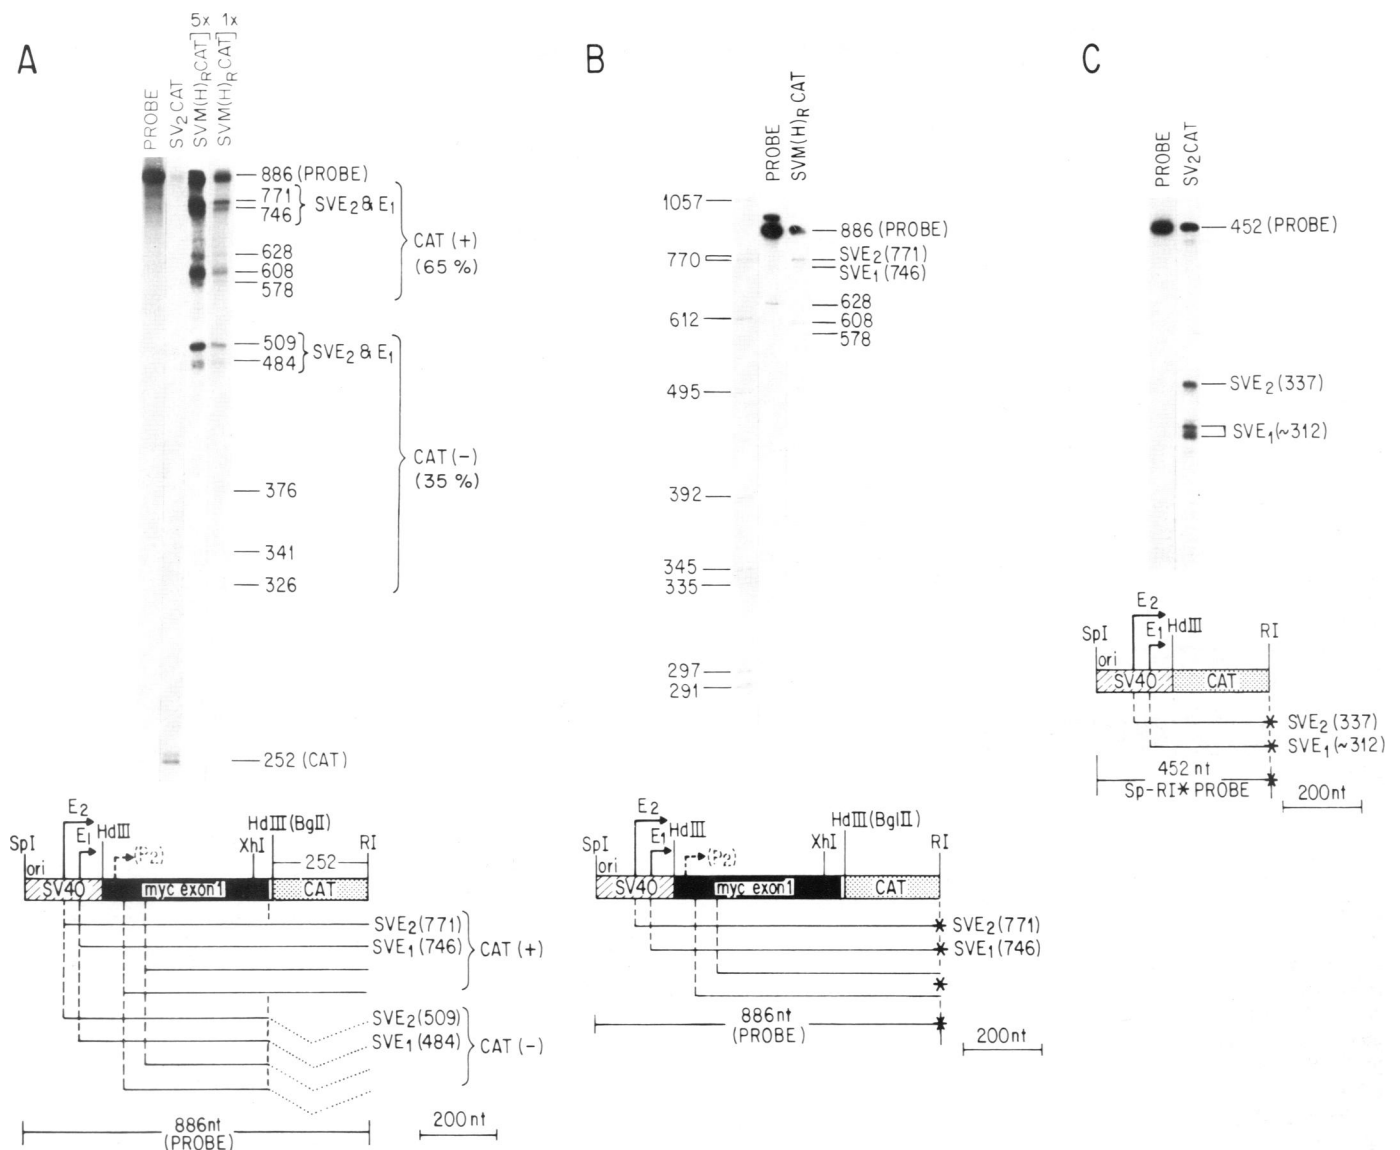 A
5x 1x
PROBE
SV2CAT
SVM(H)RCAT]
SVM(H)RCAT]
886 (PROBE)
771
746
SVE2 & E1
628
608
578
CAT (+)
(65 %)
509
484
SVE2 & E1
CAT (-)
(35 %)
376
341
326
252 (CAT)
E2
E1
HdIII
HdIII(BgII)
SpI
ori
(P2)
XhI
252
RI
SV40
myc exon1
CAT
SVE2(771)
SVE1(746)
CAT (+)
SVE2(509)
SVE1(484)
CAT (-)
886nt
(PROBE)
200nt
B
PROBE
SVM(H)R CAT
1057
770
612
495
392
345
335
297
291
886 (PROBE)
SVE2(771)
SVE1(746)
628
608
578
E2
E1
HdIII
HdIII(BglII)
SpI
ori
(P2)
XhI
RI
SV40
myc exon1
CAT
SVE2(771)
SVE1(746)
886nt
(PROBE)
200nt
C
PROBE
SV2CAT
452 (PROBE)
SVE2(337)
SVE1(~312)
E2
E1
HdIII
SpI
ori
RI
SV40
CAT
SVE2(337)
SVE1(~312)
452 nt
Sp-RI* PROBE
200nt